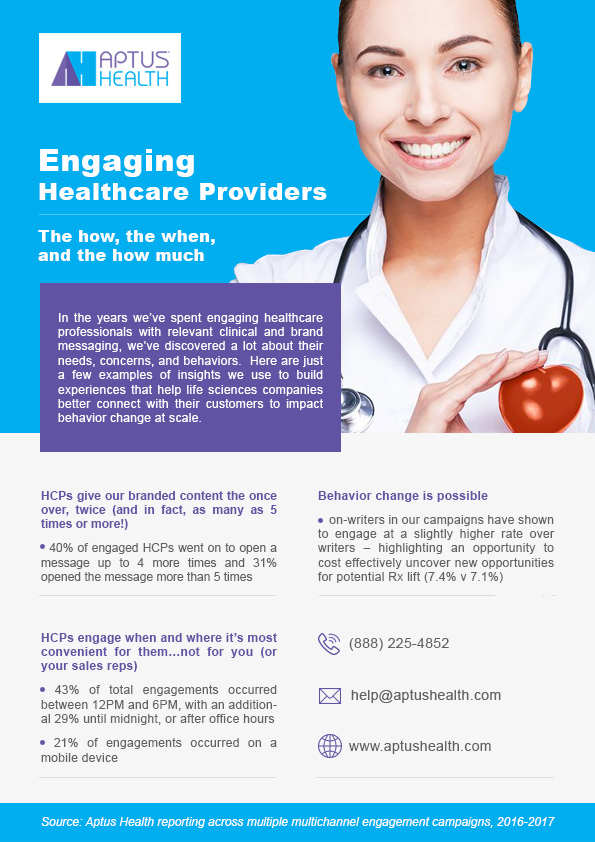 APTUS
HEALTH
Engaging
Healthcare Providers
The how, the when,
and the how much
In the years we've spent engaging healthcare
professionals with relevant clinical and brand
messaging, we've discovered a lot about their
needs, concerns, and behaviors. Here are just
a few examples of insights we use to build
experiences that help life sciences companies
better connect with their customers to impact
behavior change at scale.
HCPs give our branded content the once
over, twice (and in fact, as many as 5
times or more!)
• 40% of engaged HCPs went on to open a
message up to 4 more times and 31%
opened the message more than 5 times
HCPs engage when and where it's most
convenient for them…not for you (or
your sales reps)
• 43% of total engagements occurred
between 12PM and 6PM, with an addition-
al 29% until midnight, or after office hours
• 21% of engagements occurred on a
mobile device
Behavior change is possible
• on-writers in our campaigns have shown
to engage at a slightly higher rate over
writers – highlighting an opportunity to
cost effectively uncover new opportunities
for potential Rx lift (7.4% v 7.1%)
(888) 225-4852
help@aptushealth.com
www.aptushealth.com
Source: Aptus Health reporting across multiple multichannel engagement campaigns, 2016-2017